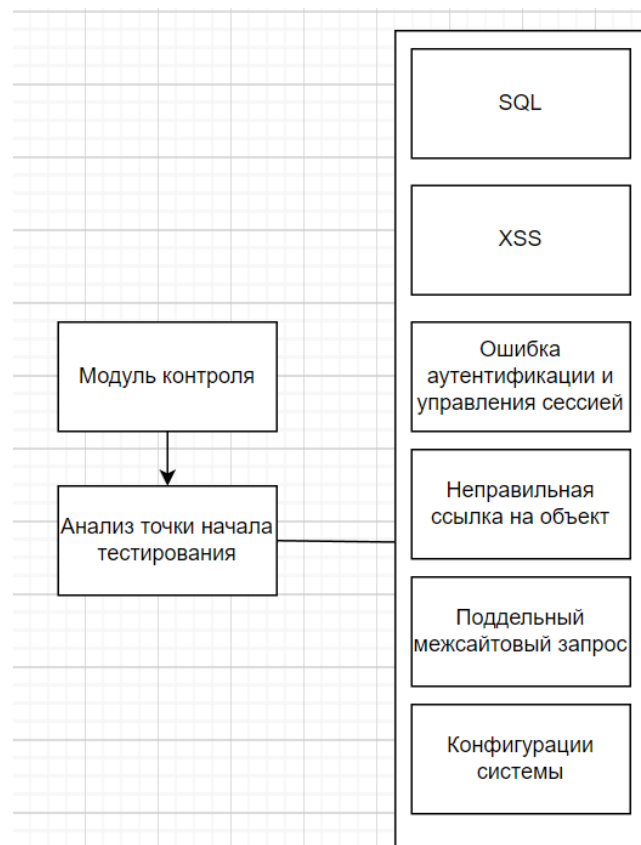 SQL
XSS
Модуль контроля
Ошибка
аутентификации и
управления сессией
Анализ точки начала
тестирования
Неправильная
ссылка на объект
Поддельный
межсайтовый запрос
Конфигурации
системы